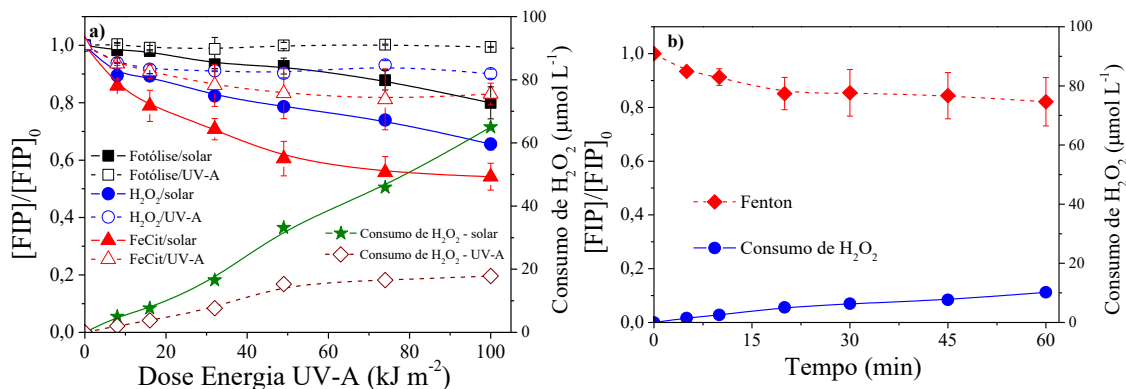 a)
1,0
0,8
0,6
0,4
0,2
0,0
[FIP]/[FIP]0
Fotólise/solar
Fotólise/UV-A
H2O2/solar
H2O2/UV-A
FeCit/solar
FeCit/UV-A
Consumo de H2O2 - solar
Consumo de H2O2 - UV-A
100
80
60
40
20
0
Consumo de H2O2 (µmol L-1)
0 20 40 60 80 100
Dose Energia UV-A (kJ m-2)
b)
1,0
0,8
0,6
0,4
0,2
0,0
[FIP]/[FIP]0
Fenton
Consumo de H2O2
100
80
60
40
20
0
Consumo de H2O2 (µmol L-1)
0 10 20 30 40 50 60
Tempo (min)